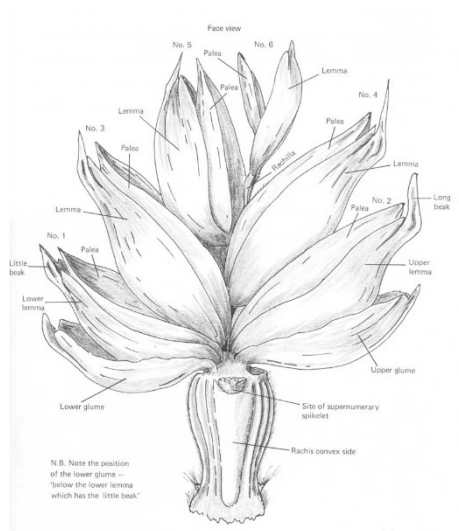 Face view
No. 5
No. 6
Palea
Lemma
Palea
No. 4
Lemma
Palea
No. 3
Palea
Rachilla
Lemma
No. 2
Palea
Long
beak
Lemma
No. 1
Palea
Little
beak
Upper
lemma
Lower
lemma
Upper glume
Lower glume
Site of supernumerary
spikelet
Rachis convex side
N.B. Note the position
of the lower glume –
'below the lower lemma
which has the little beak'